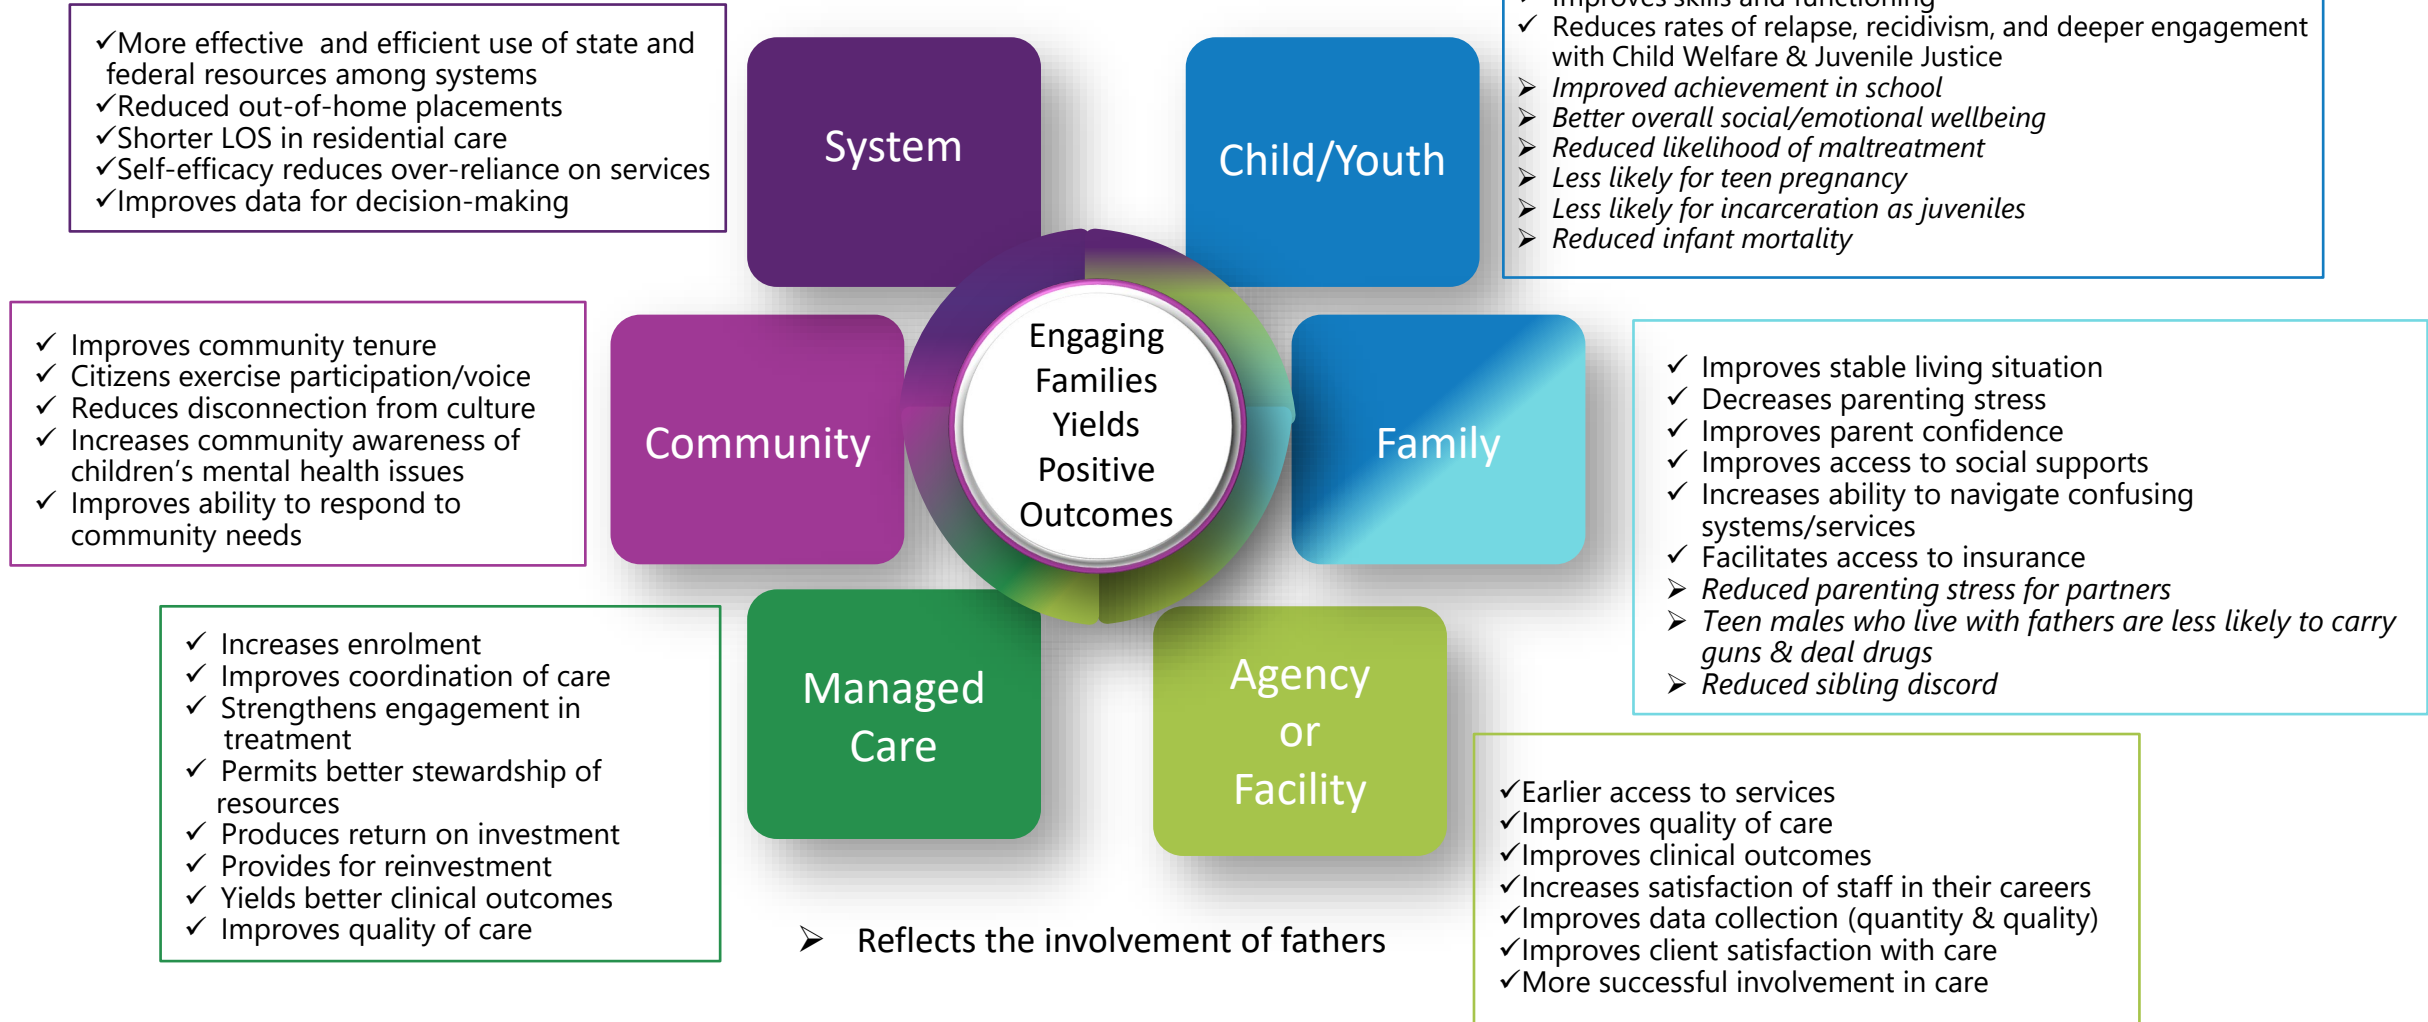 ✓More effective  and efficient use of state and
federal resources among systems
✓Reduced out-of-home placements
✓Shorter LOS in residential care
✓Self-efficacy reduces over-reliance on services
✓Improves data for decision-making
System
Child/Youth
Improves skills and functioning
✓ Reduces rates of relapse, recidivism, and deeper engagement
with Child Welfare & Juvenile Justice
➢ Improved achievement in school
➢ Better overall social/emotional wellbeing
➢ Reduced likelihood of maltreatment
➢ Less likely for teen pregnancy
➢ Less likely for incarceration as juveniles
➢ Reduced infant mortality
✓ Improves community tenure
✓ Citizens exercise participation/voice
✓ Reduces disconnection from culture
✓ Increases community awareness of
children’s mental health issues
✓ Improves ability to respond to
community needs
Community
Engaging
Families
Yields
Positive
Outcomes
Family
✓ Improves stable living situation
✓ Decreases parenting stress
✓ Improves parent confidence
✓ Improves access to social supports
✓ Increases ability to navigate confusing
systems/services
✓ Facilitates access to insurance
➢ Reduced parenting stress for partners
➢ Teen males who live with fathers are less likely to carry
guns & deal drugs
➢ Reduced sibling discord
✓ Increases enrolment
✓ Improves coordination of care
✓ Strengthens engagement in
treatment
✓ Permits better stewardship of
resources
✓ Produces return on investment
✓ Provides for reinvestment
✓ Yields better clinical outcomes
✓ Improves quality of care
Managed
Care
Agency
or
Facility
✓Earlier access to services
✓Improves quality of care
✓Improves clinical outcomes
✓Increases satisfaction of staff in their careers
✓Improves data collection (quantity & quality)
✓Improves client satisfaction with care
✓More successful involvement in care
➢ Reflects the involvement of fathers